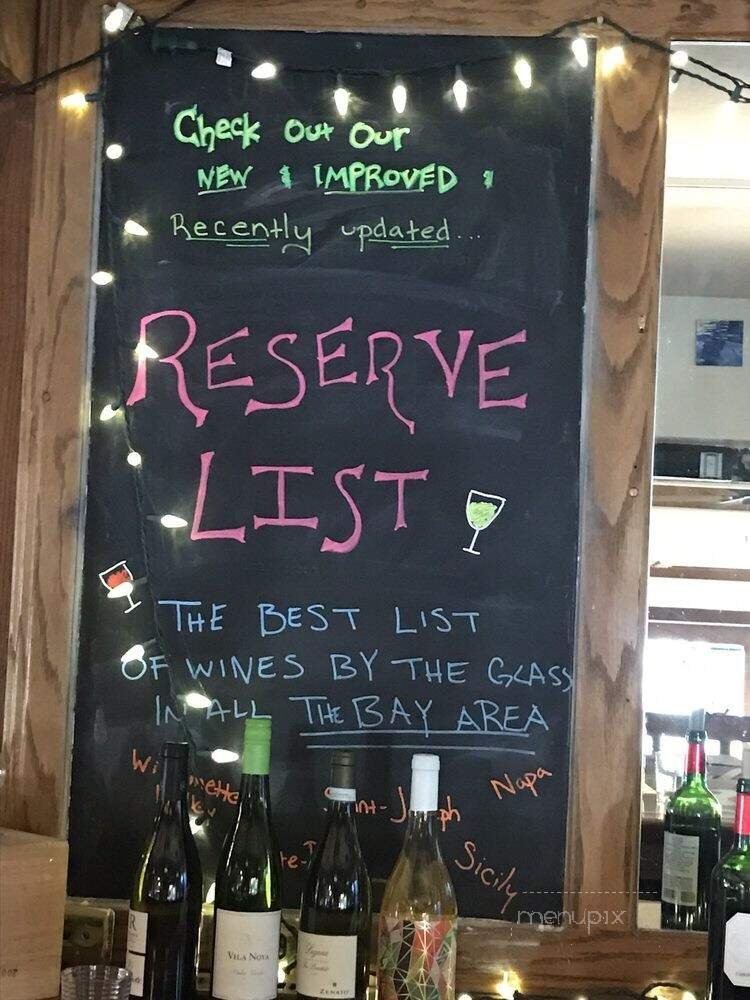 Check Out Our
NEW & IMPROVED &
Recently updated...
RESERVE
LIST
THE BEST LIST
OF WINES BY THE GLASS
IN ALL THE BAY AREA
Napa
Sicily
VILA NOVA
ZENATO
menupix